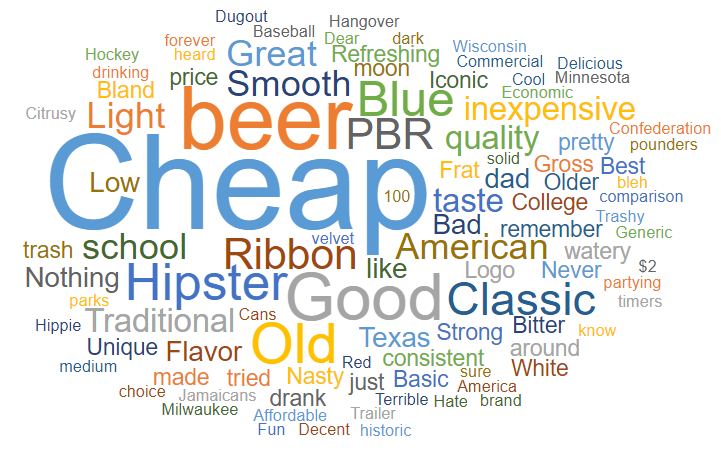 Dugout
Hangover
Baseball
forever
Dear
dark
Wisconsin
Hockey
heard
Great
Refreshing
Commercial
Delicious
drinking
price
Smooth
moon
Iconic
Cool
Minnesota
Bland
Blue
Economic
Citrusy
Light
beer
PBR
inexpensive
quality
pretty
Confederation
pounders
Cheap
solid
Gross
Best
Low
100
Frat
dad
Older
bleh
comparison
taste
College
Trashy
Bad
remember
Generic
trash
school
Ribbon
velvet
American
watery
Nothing
Hipster
like
Logo
Never
$2
partying
parks
Good
Classic
timers
Hippie
Traditional
Cans
Old
Texas
Strong
Bitter
know
Unique
Flavor
Red
consistent
around
medium
made
tried
Nasty
just
Basic
sure
White
America
choice
Jamaicans
drank
Terrible
Hate
brand
Milwaukee
Affordable
Trailer
Fun
Decent
historic